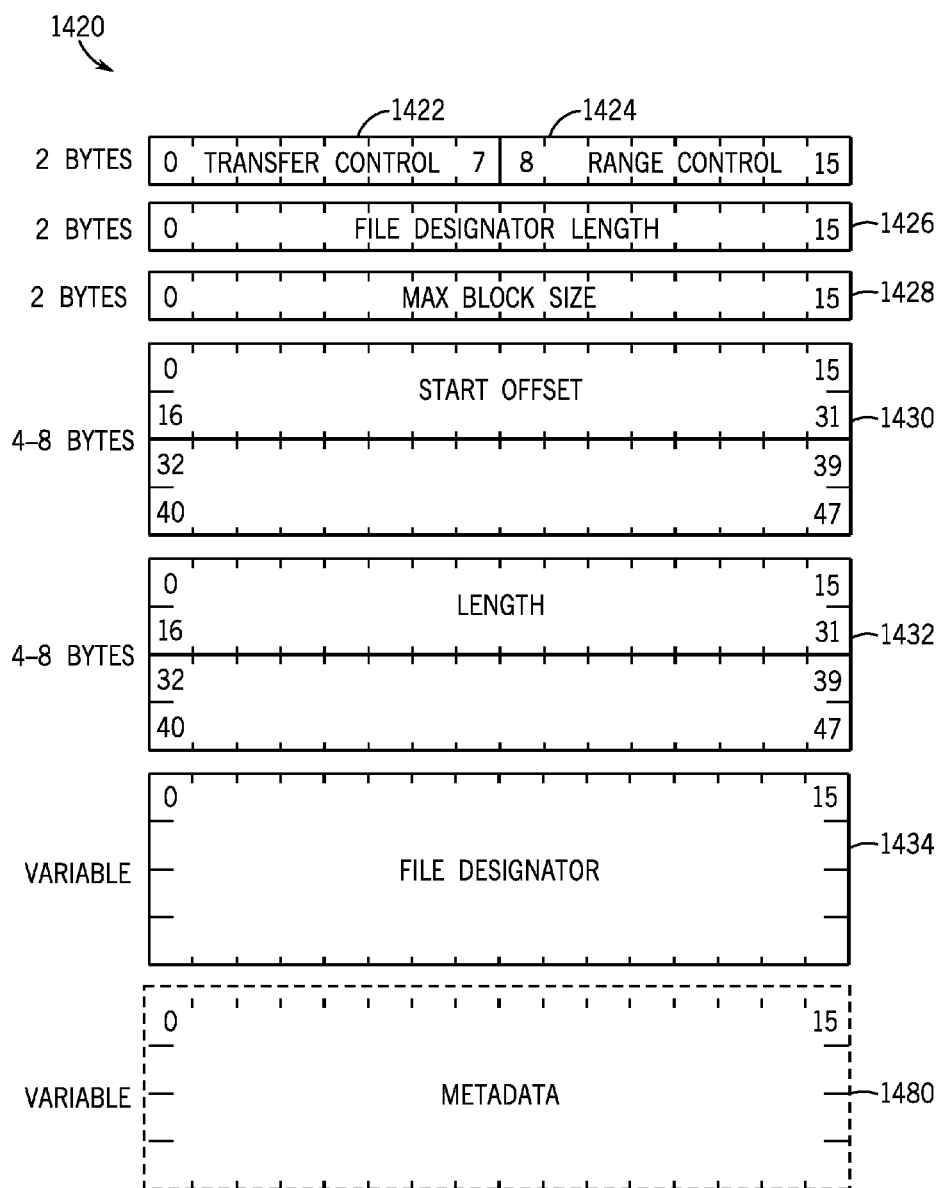 1420
1422 1424
2 BYTES 0 TRANSFER CONTROL 7 8 RANGE CONTROL 15
2 BYTES 0 FILE DESIGNATOR LENGTH 15 1426
2 BYTES 0 MAX BLOCK SIZE 15 1428
0 15
START OFFSET
16 31 1430
4–8 BYTES
32 39
40 47
0 15
LENGTH
16 31 1432
4–8 BYTES
32 39
40 47
0 15
1434
VARIABLE FILE DESIGNATOR
0 15
VARIABLE METADATA 1480